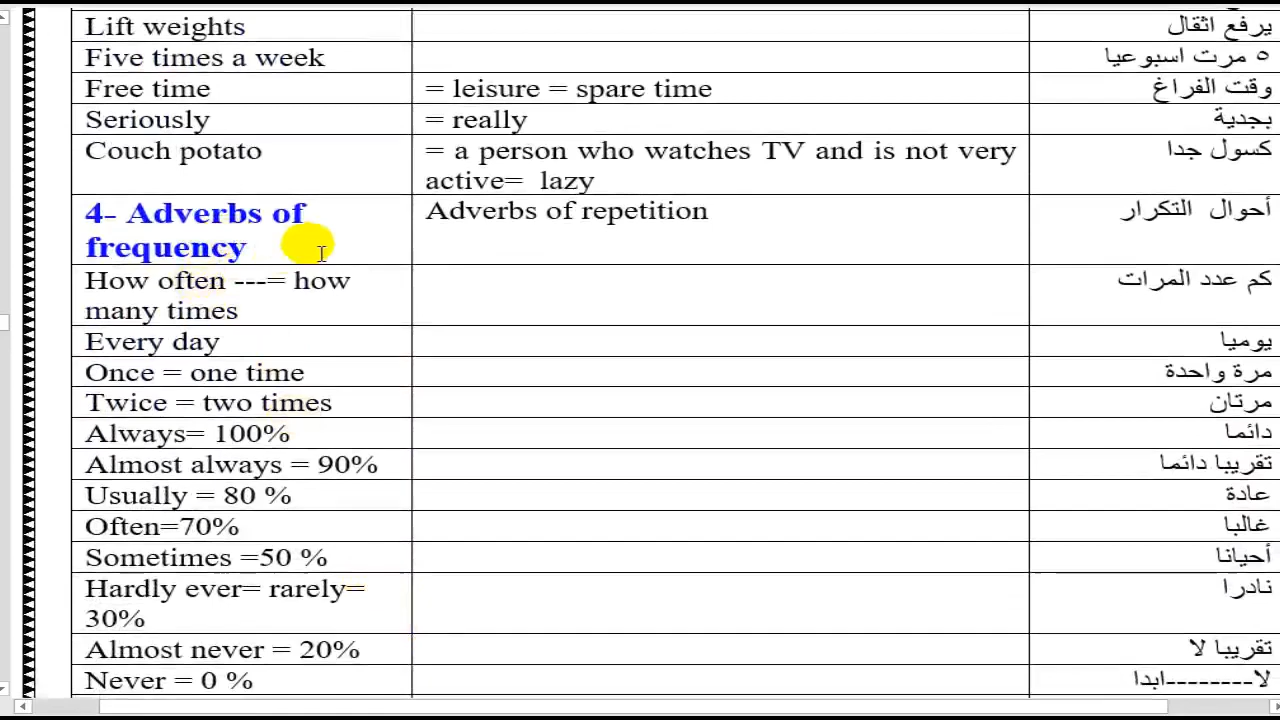 Lift weights
يرفع اثقال
Five times a week
٥ مرت اسبوعيا
Free time
= leisure = spare time
وقت الفراغ
Seriously
= really
بجدية
Couch potato
= a person who watches TV and is not very
active= lazy
كسول جدا
4- Adverbs of
frequency
Adverbs of repetition
أحوال التكرار
How often ---= how
many times
كم عدد المرات
Every day
يوميا
Once = one time
مرة واحدة
Twice = two times
مرتان
Always= 100%
دائما
Almost always = 90%
تقريبا دائما
Usually = 80 %
عادة
Often=70%
غالبا
Sometimes =50 %
أحيانا
Hardly ever= rarely=
30%
نادرا
Almost never = 20%
تقريبا لا
Never = 0 %
لا--------ابدا